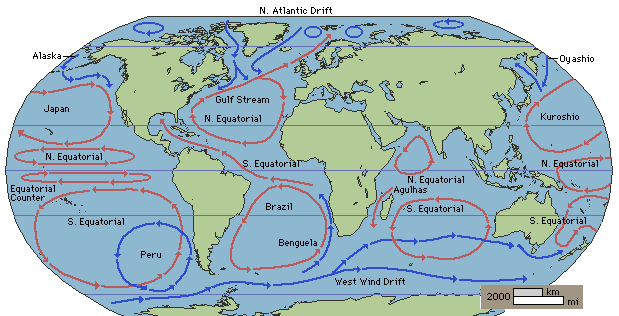 N. Atlantic Drift
Alaska
Oyashio
Gulf Stream
Japan
Kuroshio
N. Equatorial
N. Equatorial
S. Equatorial
N. Equatorial
N. Equatorial
Equatorial
Counter
Agulhas
Brazil
S. Equatorial
S. Equatorial
S. Equatorial
Benguela
Peru
West Wind Drift
km
2000
mi